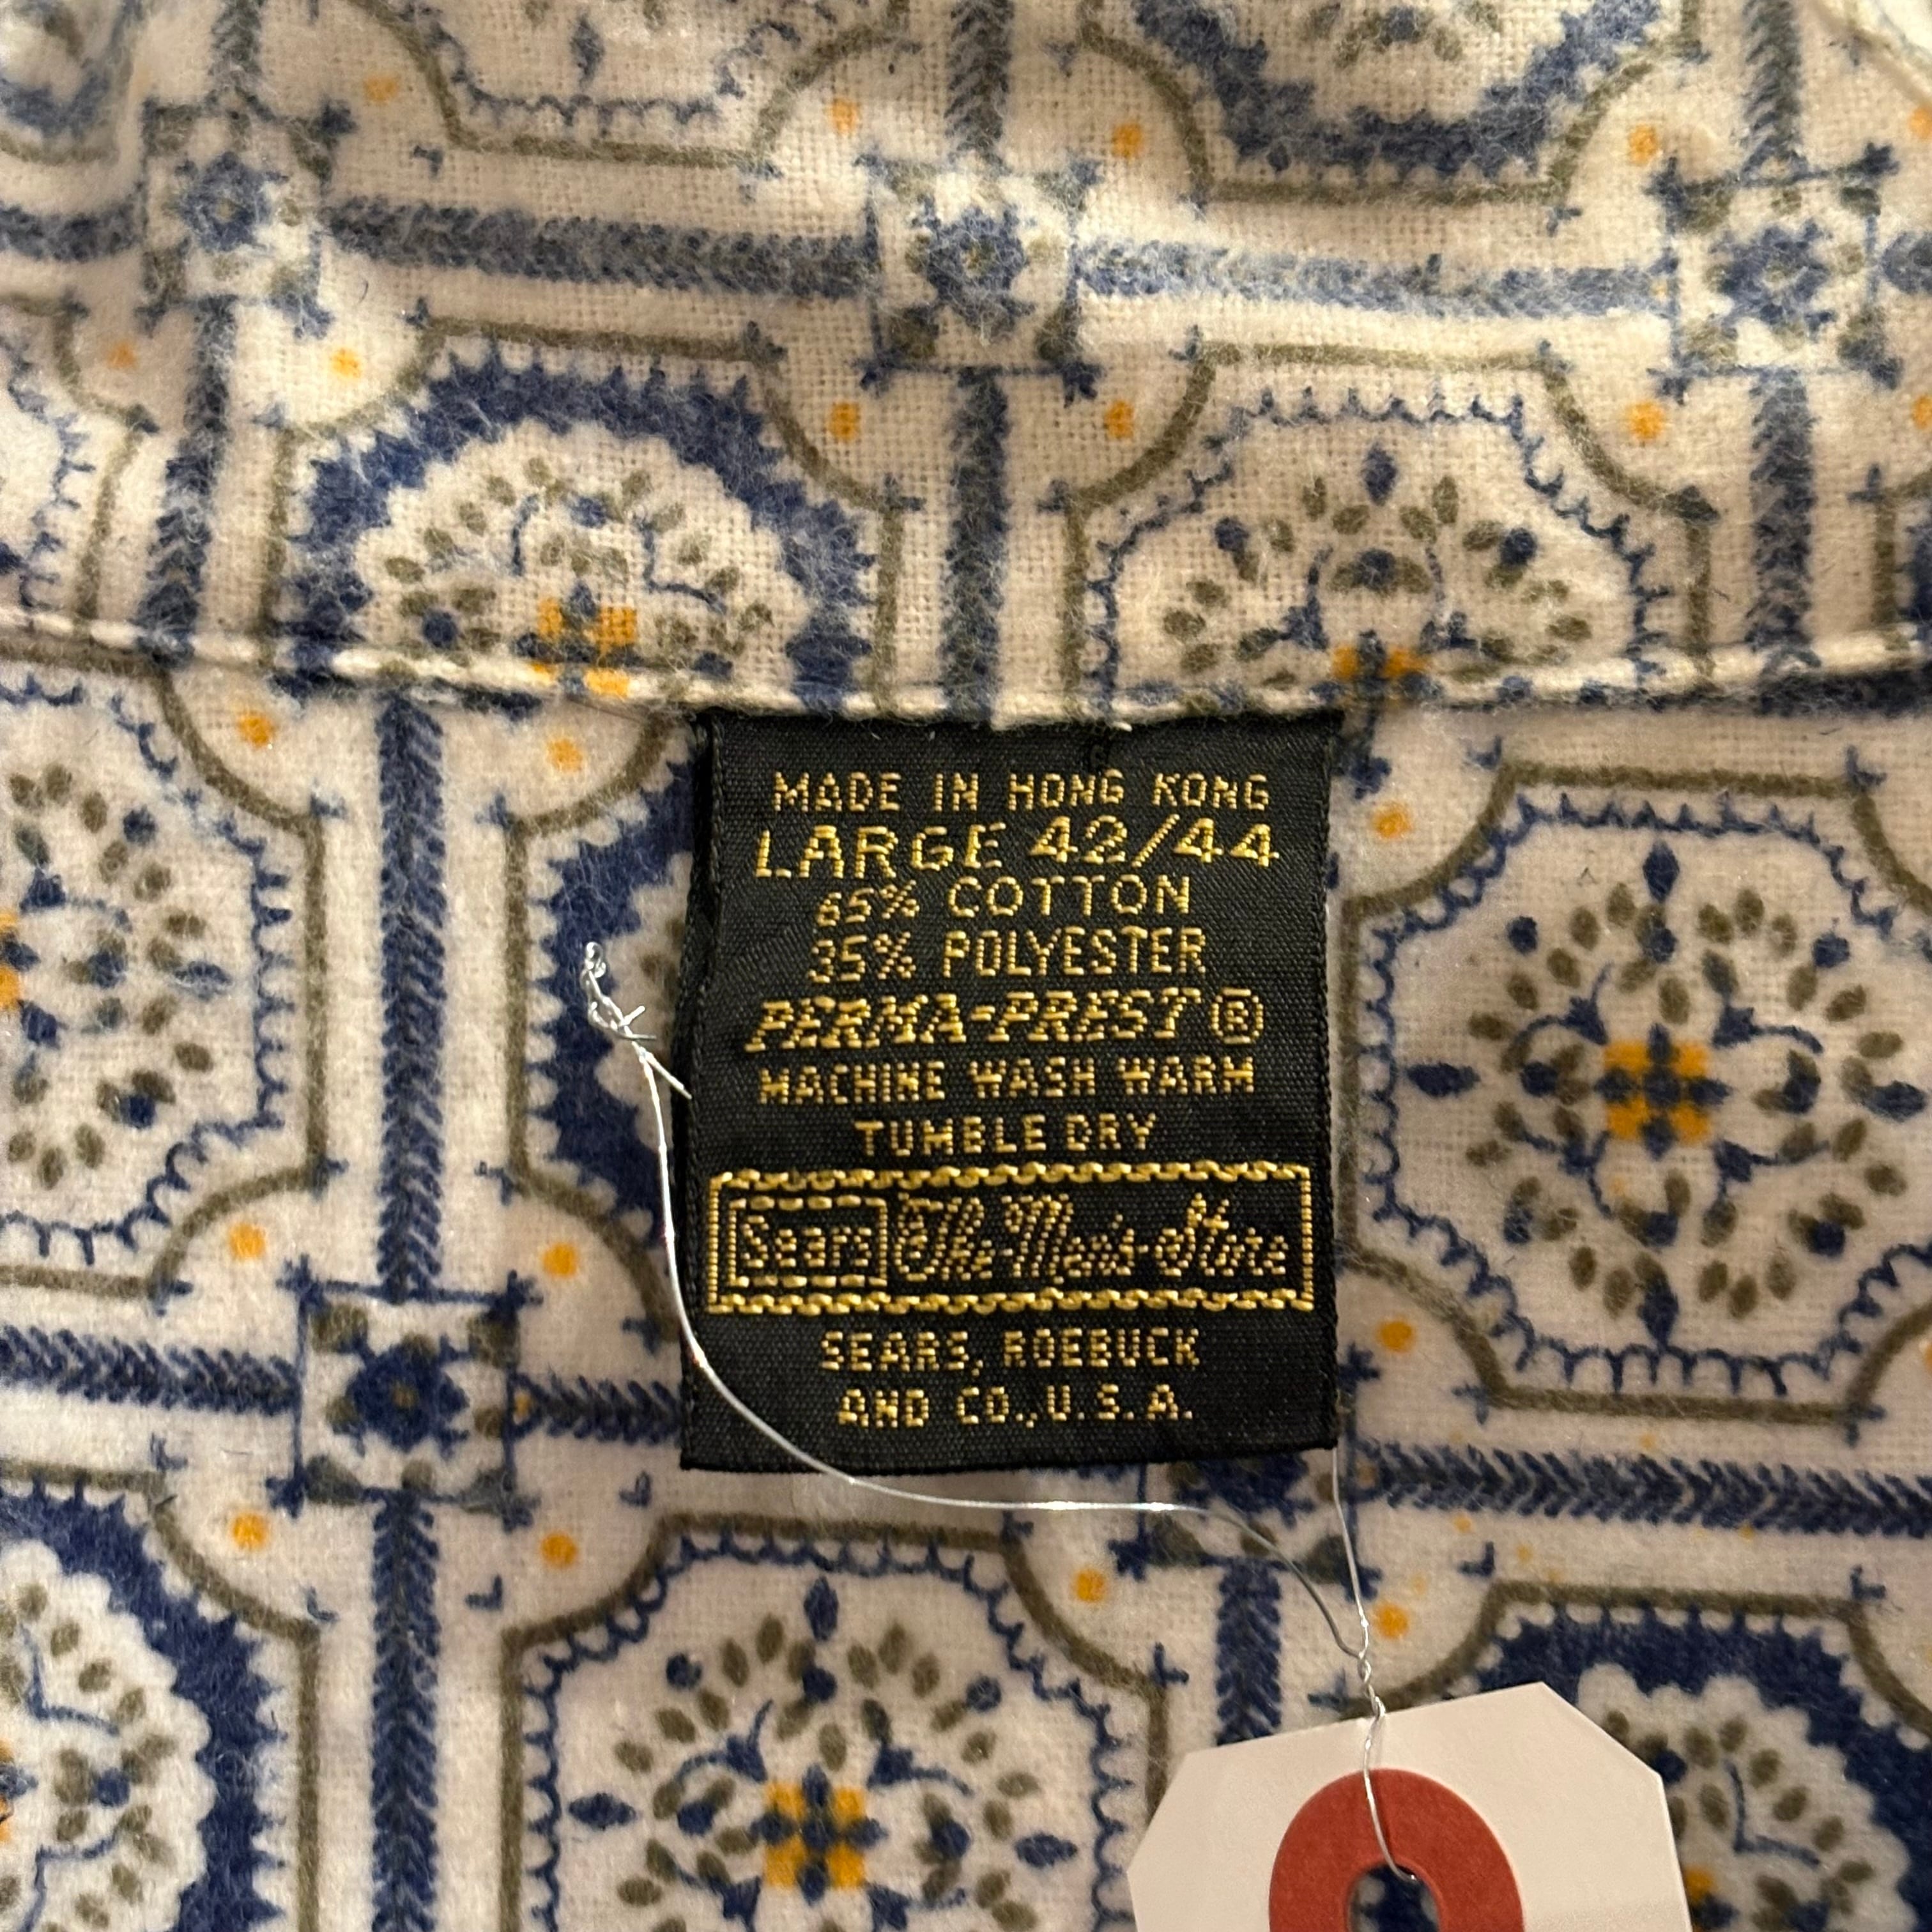 MADE IN HONG KONG
LARGE 42/44
65% COTTON
35% POLYESTER
PERMA-PREST®
MACHINE WASH WARM
TUMBLE DRY
Sears The Men's Store
SEARS, ROEBUCK
AND CO., U.S.A.